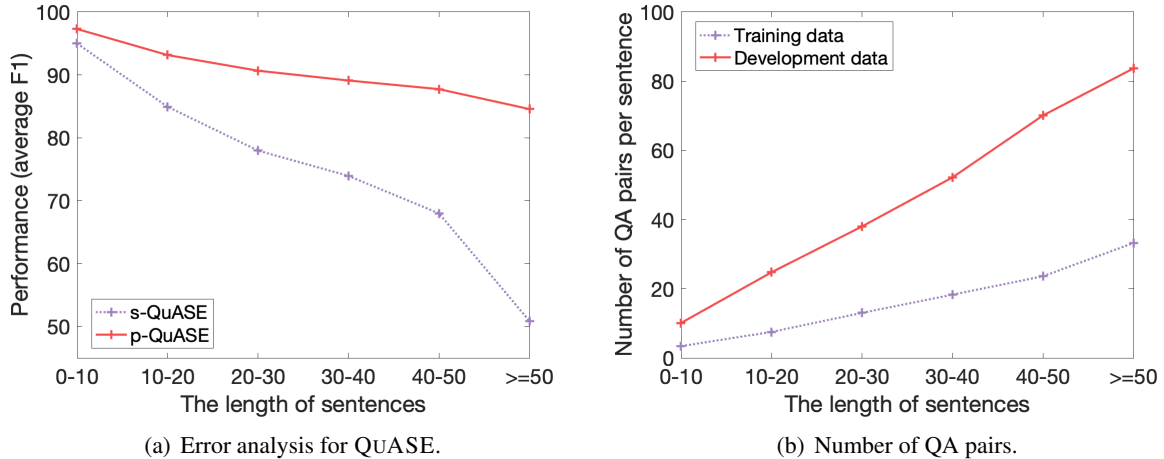 100
90
80
70
60
50
Performance (average F1)
s-QuASE
p-QuASE
0-10 10-20 20-30 30-40 40-50 >=50
The length of sentences
(a) Error analysis for QUASE.
100
80
60
40
20
0
Number of QA pairs per sentence
Training data
Development data
0-10 10-20 20-30 30-40 40-50 >=50
The length of sentences
(b) Number of QA pairs.